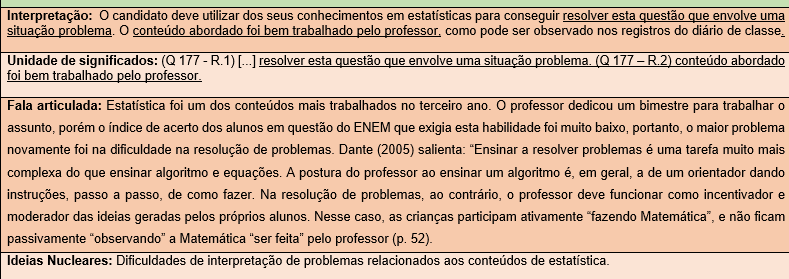 Interpretação: O candidato deve utilizar dos seus conhecimentos em estatísticas para conseguir resolver esta questão que envolve uma
situação problema. O conteúdo abordado foi bem trabalhado pelo professor, como pode ser observado nos registros do diário de classe.
Unidade de significados: (Q 177 - R.1) [...] resolver esta questão que envolve uma situação problema. (Q 177 – R.2) conteúdo abordado
foi bem trabalhado pelo professor.
Fala articulada: Estatística foi um dos conteúdos mais trabalhados no terceiro ano. O professor dedicou um bimestre para trabalhar o
assunto, porém o índice de acerto dos alunos em questão do ENEM que exigia esta habilidade foi muito baixo, portanto, o maior problema
novamente foi na dificuldade na resolução de problemas. Dante (2005) salienta: “Ensinar a resolver problemas é uma tarefa muito mais
complexa do que ensinar algoritmo e equações. A postura do professor ao ensinar um algoritmo é, em geral, a de um orientador dando
instruções, passo a passo, de como fazer. Na resolução de problemas, ao contrário, o professor deve funcionar como incentivador e
moderador das ideias geradas pelos próprios alunos. Nesse caso, as crianças participam ativamente “fazendo Matemática”, e não ficam
passivamente “observando” a Matemática “ser feita” pelo professor (p. 52).
Ideias Nucleares: Dificuldades de interpretação de problemas relacionados aos conteúdos de estatística.